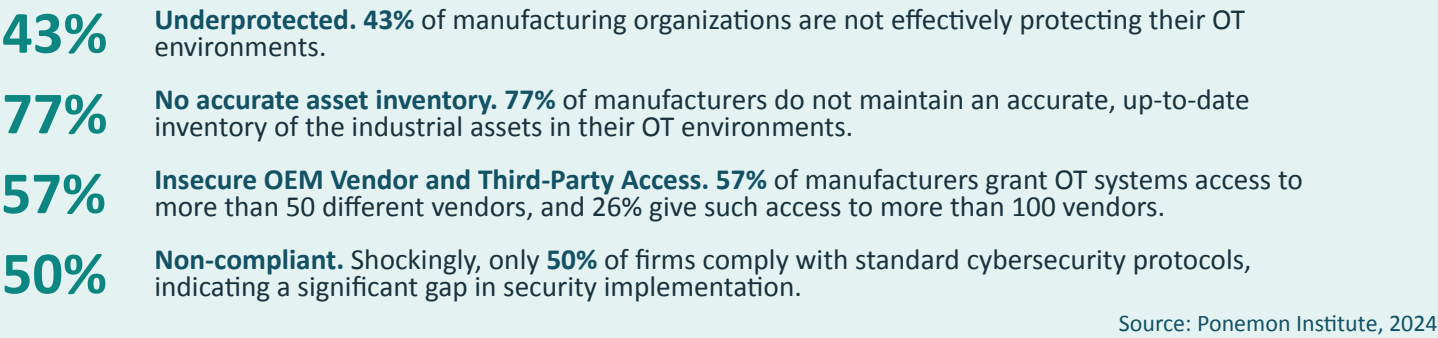 43%
Underprotected. 43% of manufacturing organizations are not effectively protecting their OT
environments.
77%
No accurate asset inventory. 77% of manufacturers do not maintain an accurate, up-to-date
inventory of the industrial assets in their OT environments.
57%
Insecure OEM Vendor and Third-Party Access. 57% of manufacturers grant OT systems access to
more than 50 different vendors, and 26% give such access to more than 100 vendors.
50%
Non-compliant. Shockingly, only 50% of firms comply with standard cybersecurity protocols,
indicating a significant gap in security implementation.
Source: Ponemon Institute, 2024